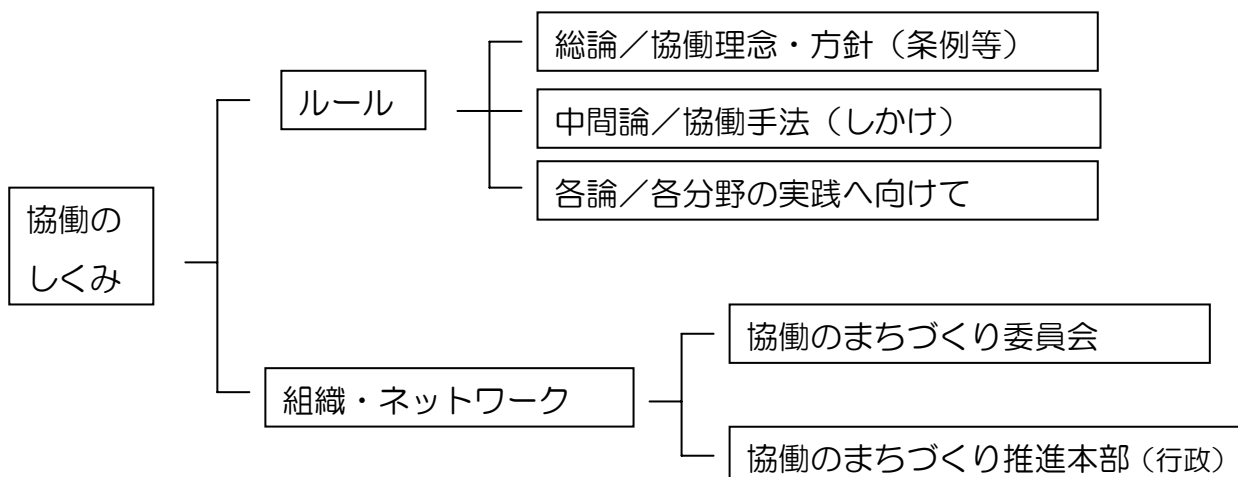 総論／協働理念・方針（条例等）
ルール
中間論／協働手法（しかけ）
各論／各分野の実践へ向けて
協働の
しくみ
協働のまちづくり委員会
組織・ネットワーク
協働のまちづくり推進本部（行政）